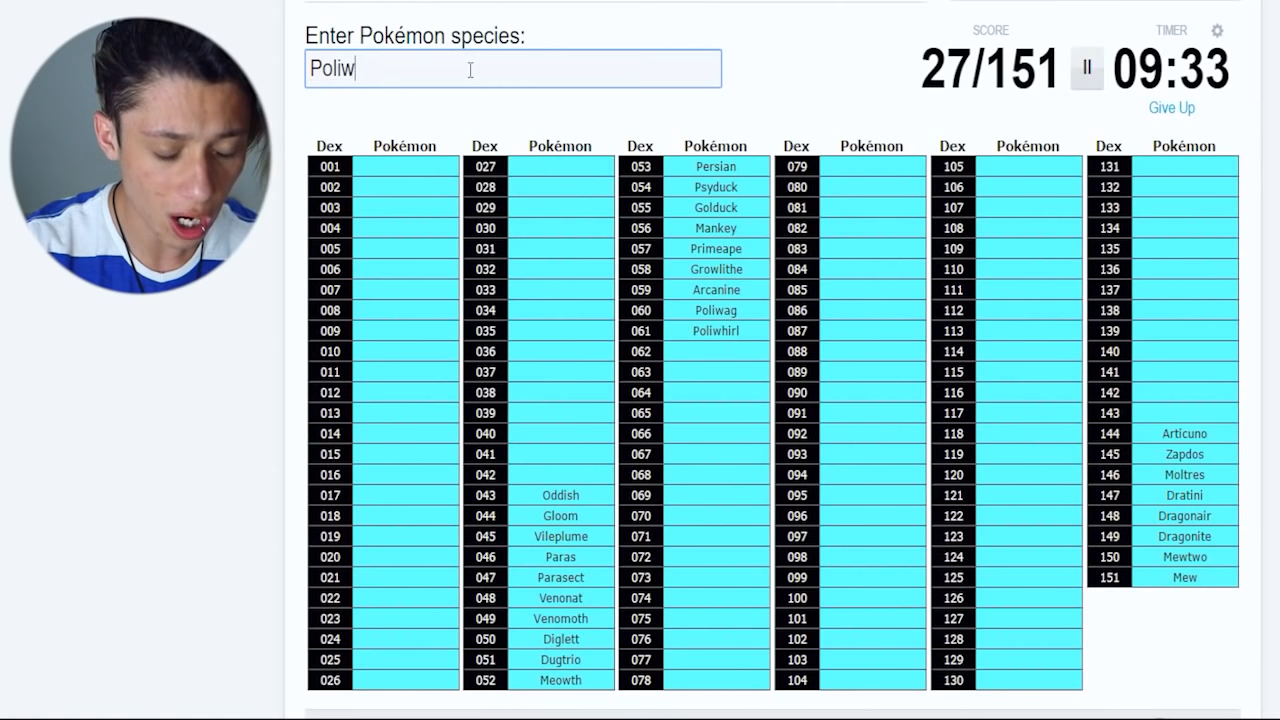 Enter Pokémon species:
Poliw
SCORE
TIMER
27/151
09:33
Give Up
Dex Pokémon Dex Pokémon Dex Pokémon Dex Pokémon Dex Pokémon Dex Pokémon
001 027 053 Persian 079 105 131
002 028 054 Psyduck 080 106 132
003 029 055 Golduck 081 107 133
004 030 056 Mankey 082 108 134
005 031 057 Primeape 083 109 135
006 032 058 Growlithe 084 110 136
007 033 059 Arcanine 085 111 137
008 034 060 Poliwag 086 112 138
009 035 061 Poliwhirl 087 113 139
010 036 062 088 114 140
011 037 063 089 115 141
012 038 064 090 116 142
013 039 065 091 117 143
014 040 066 092 118 144 Articuno
015 041 067 093 119 145 Zapdos
016 042 068 094 120 146 Moltres
017 043 Oddish 069 095 121 147 Dratini
018 044 Gloom 070 096 122 148 Dragonair
019 045 Vileplume 071 097 123 149 Dragonite
020 046 Paras 072 098 124 150 Mewtwo
021 047 Parasect 073 099 125 151 Mew
022 048 Venonat 074 100 126
023 049 Venomoth 075 101 127
024 050 Diglett 076 102 128
025 051 Dugtrio 077 103 129
026 052 Meowth 078 104 130